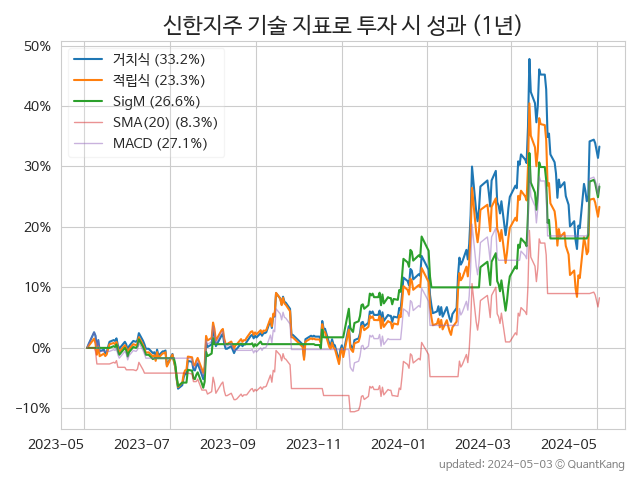 신한지주 기술 지표로 투자 시 성과 (1년)
거치식 (33.2%)
적립식 (23.3%)
SigM (26.6%)
SMA(20) (8.3%)
MACD (27.1%)
50%
40%
30%
20%
10%
0%
−10%
2023-05 2023-07 2023-09 2023-11 2024-01 2024-03 2024-05
updated: 2024-05-03 © QuantKang